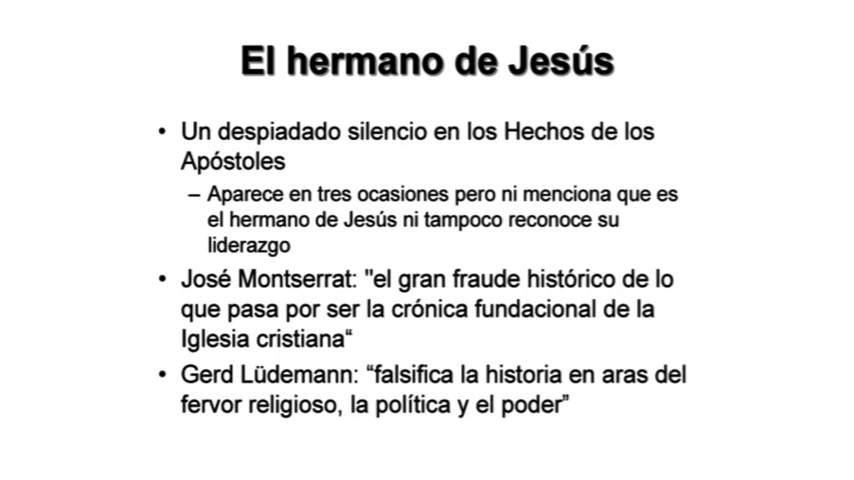 El hermano de Jesús
• Un despiadado silencio en los Hechos de los
Apóstoles
– Aparece en tres ocasiones pero ni menciona que es
el hermano de Jesús ni tampoco reconoce su
liderazgo
• José Montserrat: "el gran fraude histórico de lo
que pasa por ser la crónica fundacional de la
Iglesia cristiana“
• Gerd Lüdemann: “falsifica la historia en aras del
fervor religioso, la política y el poder”